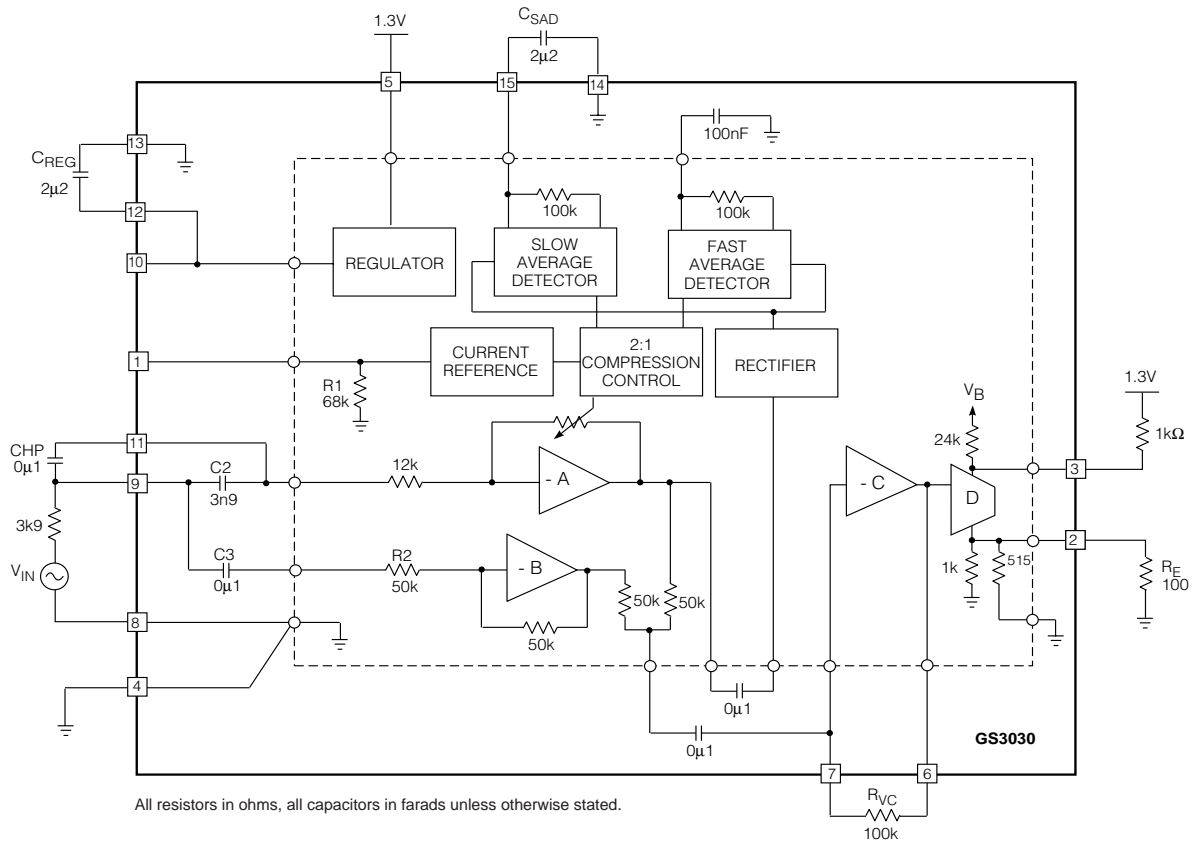 C_SAD
1.3V
2µ2
5
15
14
13
100nF
C_REG
2µ2
12
100k
100k
10
REGULATOR
SLOW
AVERAGE
DETECTOR
FAST
AVERAGE
DETECTOR
1
CURRENT
REFERENCE
2:1
COMPRESSION
CONTROL
RECTIFIER
R1
68k
V_B
1.3V
24k
1kΩ
11
CHP
0µ1
C2
3n9
12k
- A
- C
D
3
9
3k9
C3
0µ1
R2
50k
- B
2
1k
515
R_E
100
V_IN
50k
50k
50k
8
4
0µ1
0µ1
GS3030
7
6
R_VC
100k
All resistors in ohms, all capacitors in farads unless otherwise stated.